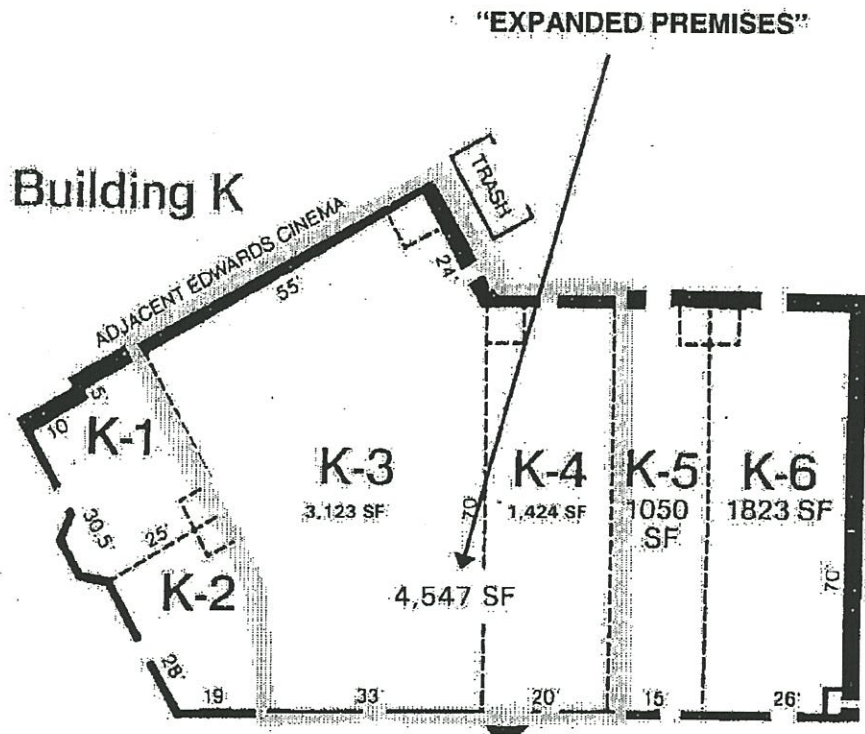 "EXPANDED PREMISES"
Building K
TRASH
ADJACENT EDWARDS CINEMA
55'
24'
5'
10'
K-1
K-3
3,123 SF
K-4
1,424 SF
K-5
1050
SF
K-6
1823 SF
70'
30.5'
25'
K-2
4,547 SF
70'
28'
19
33
20'
15
26'